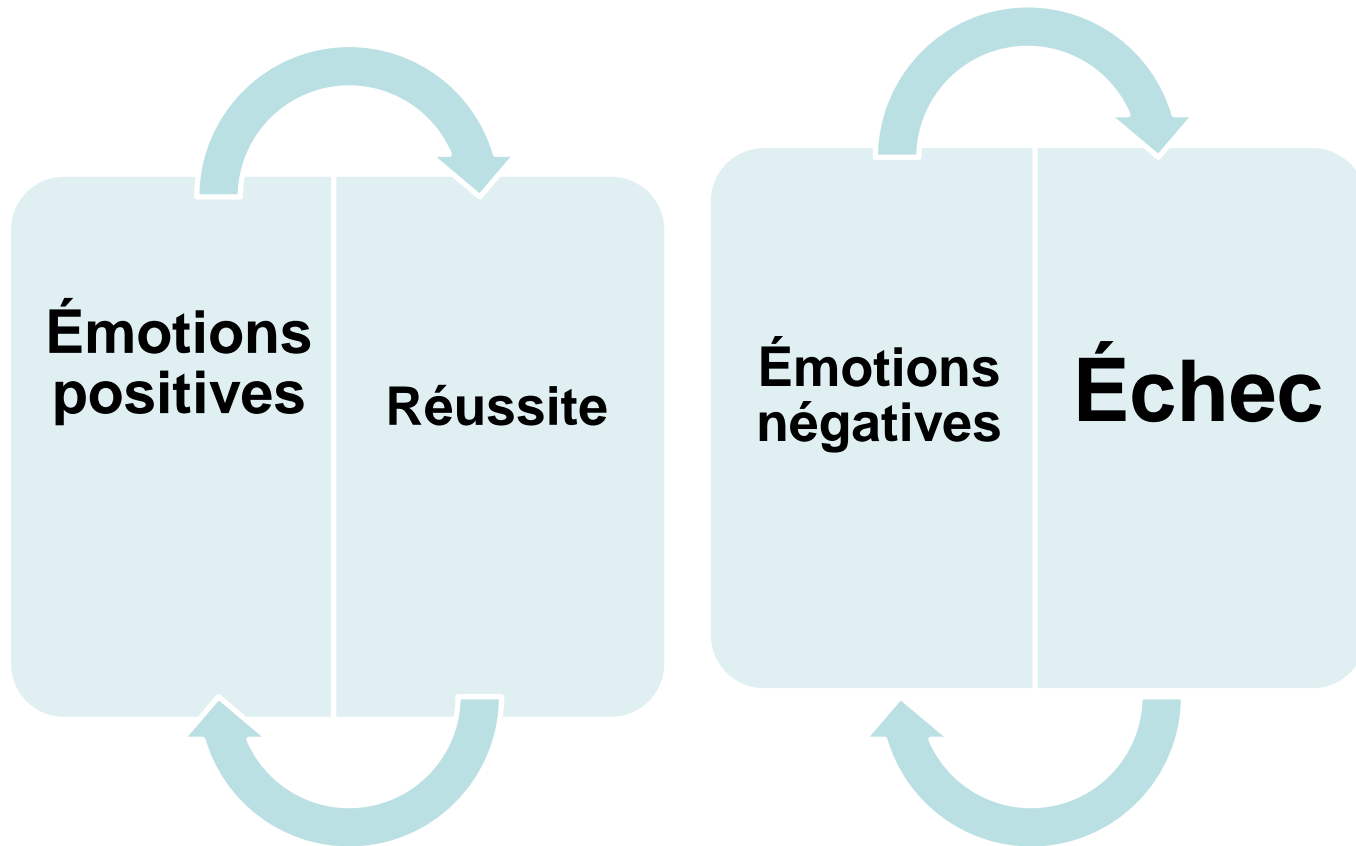 Émotions
positives
Réussite
Émotions
négatives
Échec